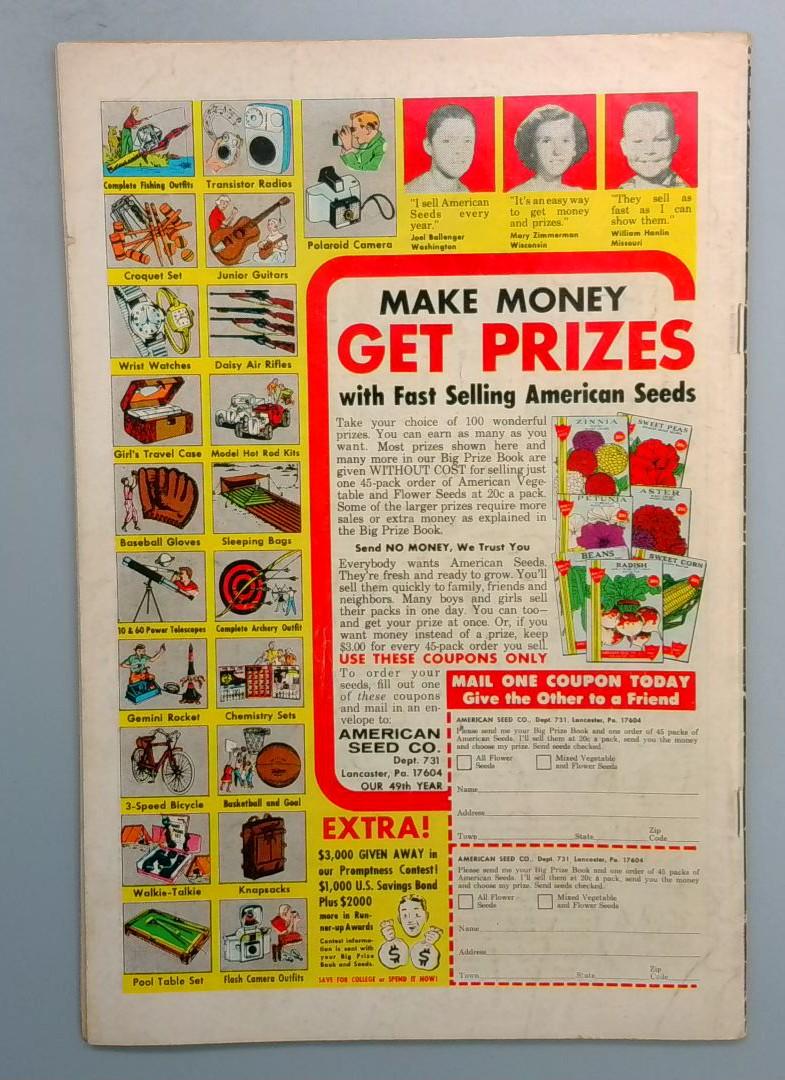 Complete Fishing Outfits
Transistor Radios
Polaroid Camera
"I sell American
Seeds every
year."
Joel Ballenger
Washington
"It's an easy way
to get money
and prizes."
Mary Zimmerman
Wisconsin
"They sell as
fast as I can
show them."
William Hanlin
Missouri
Croquet Set
Junior Guitars
Wrist Watches
Daisy Air Rifles
Girl's Travel Case
Model Hot Rod Kits
Baseball Gloves
Sleeping Bags
10 & 60 Power Telescopes
Complete Archery Outfit
Gemini Rocket
Chemistry Sets
3-Speed Bicycle
Basketball and Goal
Walkie-Talkie
Knapsacks
Pool Table Set
Flash Camera Outfits
MAKE MONEY
GET PRIZES
with Fast Selling American Seeds
Take your choice of 100 wonderful
prizes. You can earn as many as you
want. Most prizes shown here and
many more in our Big Prize Book are
given WITHOUT COST for selling just
one 45-pack order of American Vege-
table and Flower Seeds at 20c a pack.
Some of the larger prizes require more
sales or extra money as explained in
the Big Prize Book.
Send NO MONEY, We Trust You
Everybody wants American Seeds.
They're fresh and ready to grow. You'll
sell them quickly to family, friends and
neighbors. Many boys and girls sell
their packs in one day. You can too—
and get your prize at once. Or, if you
want money instead of a prize, keep
$3.00 for every 45-pack order you sell.
USE THESE COUPONS ONLY
To order your
seeds, fill out one
of these coupons
and mail in an en-
velope to:
AMERICAN
SEED CO.
Dept. 731
Lancaster, Pa. 17604
OUR 49th YEAR
ZINNIA
SWEET PEAS
PETUNIA
ASTER
BEANS
RADISH
SWEET CORN
MAIL ONE COUPON TODAY
Give the Other to a Friend
AMERICAN SEED CO., Dept. 731, Lancaster, Pa. 17604
Please send me your Big Prize Book and one order of 45 packs of
American Seeds. I'll sell them at 20c a pack, send you the money
and choose my prize. Send seeds checked.
All Flower
Seeds
Mixed Vegetable
and Flower Seeds
Name
Address
Town State Zip
Code
AMERICAN SEED CO., Dept. 731 Lancaster, Pa. 17604
Please send me your Big Prize Book and one order of 45 packs of
American Seeds. I'll sell them at 20c a pack, send you the money
and choose my prize. Send seeds checked.
All Flower
Seeds
Mixed Vegetable
and Flower Seeds
Name
Address
Town State Zip
Code
EXTRA!
$3,000 GIVEN AWAY in
our Promptness Contest!
$1,000 U.S. Savings Bond
Plus $2000
more in Run-
ner-up Awards
Contest informa-
tion is sent with
your Big Prize
Book and Seeds.
$ $
SAVE FOR COLLEGE or SPEND IT NOW!